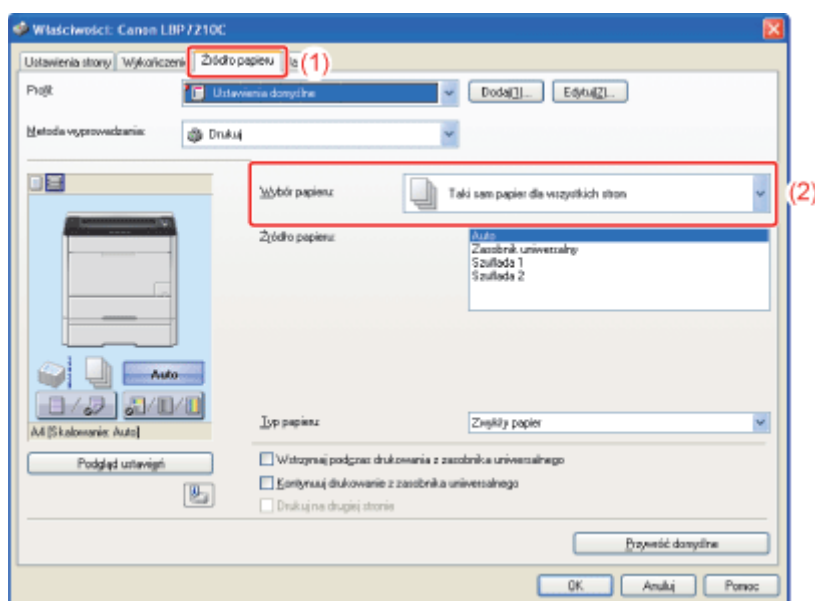 Właściwości: Canon LBP7210C
Ustawienia strony Wykończenie Źródło papieru (1)
Profil: Ustawienia domyślne Dodaj[1]... Edytuj[2]...
Metoda wyprowadzania: Drukuj
Wybór papieru: Taki sam papier dla wszystkich stron (2)
Źródło papieru: Auto
Zasobnik uniwersalny
Szuflada 1
Szuflada 2
Auto
A4 [Skalowanie: Auto]
Typ papieru: Zwykły papier
Podgląd ustawień
Wstrzymaj podczas drukowania z zasobnika uniwersalnego
Kontynuuj drukowanie z zasobnika uniwersalnego
Drukuj na drugiej stronie
Przywróć domyślne
OK Anuluj Pomoc